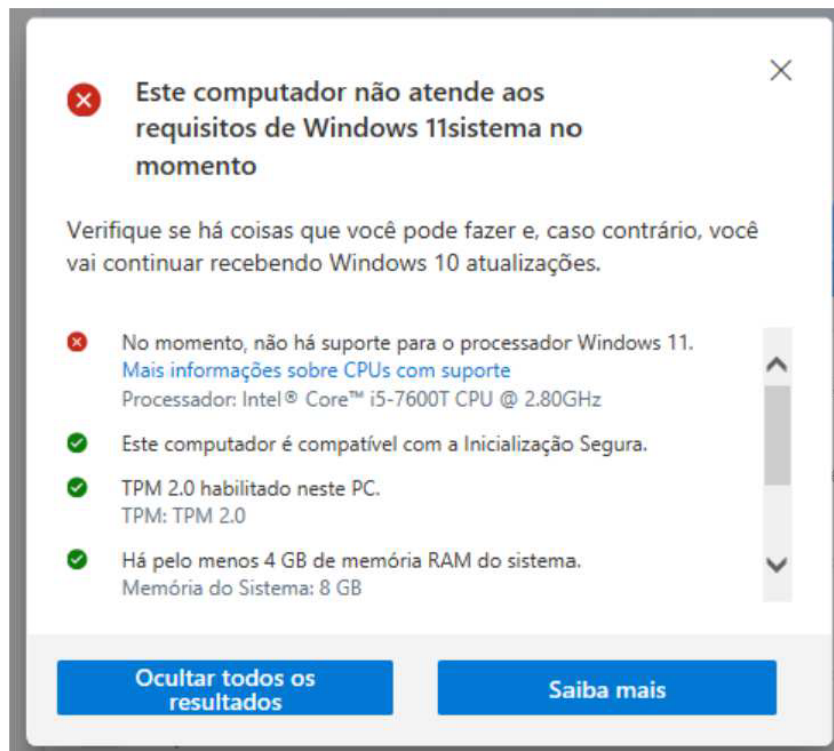 Este computador não atende aos
requisitos de Windows 11sistema no
momento
Verifique se há coisas que você pode fazer e, caso contrário, você
vai continuar recebendo Windows 10 atualizações.
No momento, não há suporte para o processador Windows 11.
Mais informações sobre CPUs com suporte
Processador: Intel® Core™ i5-7600T CPU @ 2.80GHz
Este computador é compatível com a Inicialização Segura.
TPM 2.0 habilitado neste PC.
TPM: TPM 2.0
Há pelo menos 4 GB de memória RAM do sistema.
Memória do Sistema: 8 GB
Ocultar todos os
resultados
Saiba mais